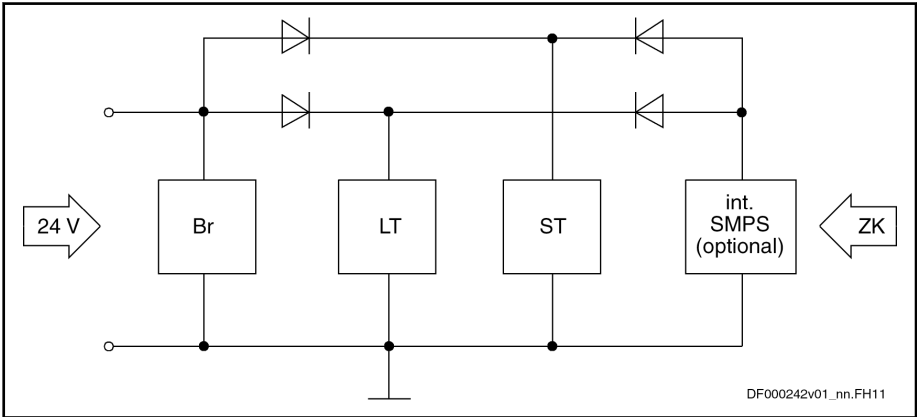 24 V
Br
LT
ST
int.
SMPS
(optional)
ZK
DF000242v01_nn.FH11